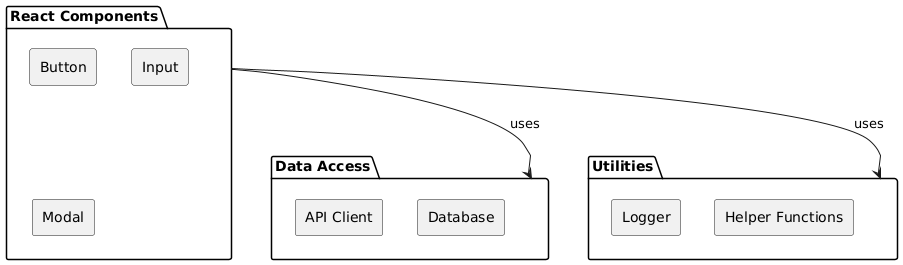 React Components
Button
Input
Modal
uses
uses
Data Access
API Client
Database
Utilities
Logger
Helper Functions